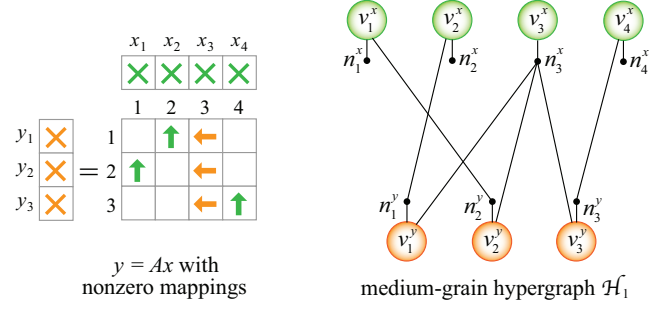 x₁ x₂ x₃ x₄
1 2 3 4
y₁ 1
y₂ = 2
y₃ 3
y = Ax with
nonzero mappings
v₁ˣ v₂ˣ v₃ˣ v₄ˣ
n₁ˣ n₂ˣ n₃ˣ n₄ˣ
n₁ʸ n₂ʸ n₃ʸ
v₁ʸ v₂ʸ v₃ʸ
medium-grain hypergraph ℋ₁